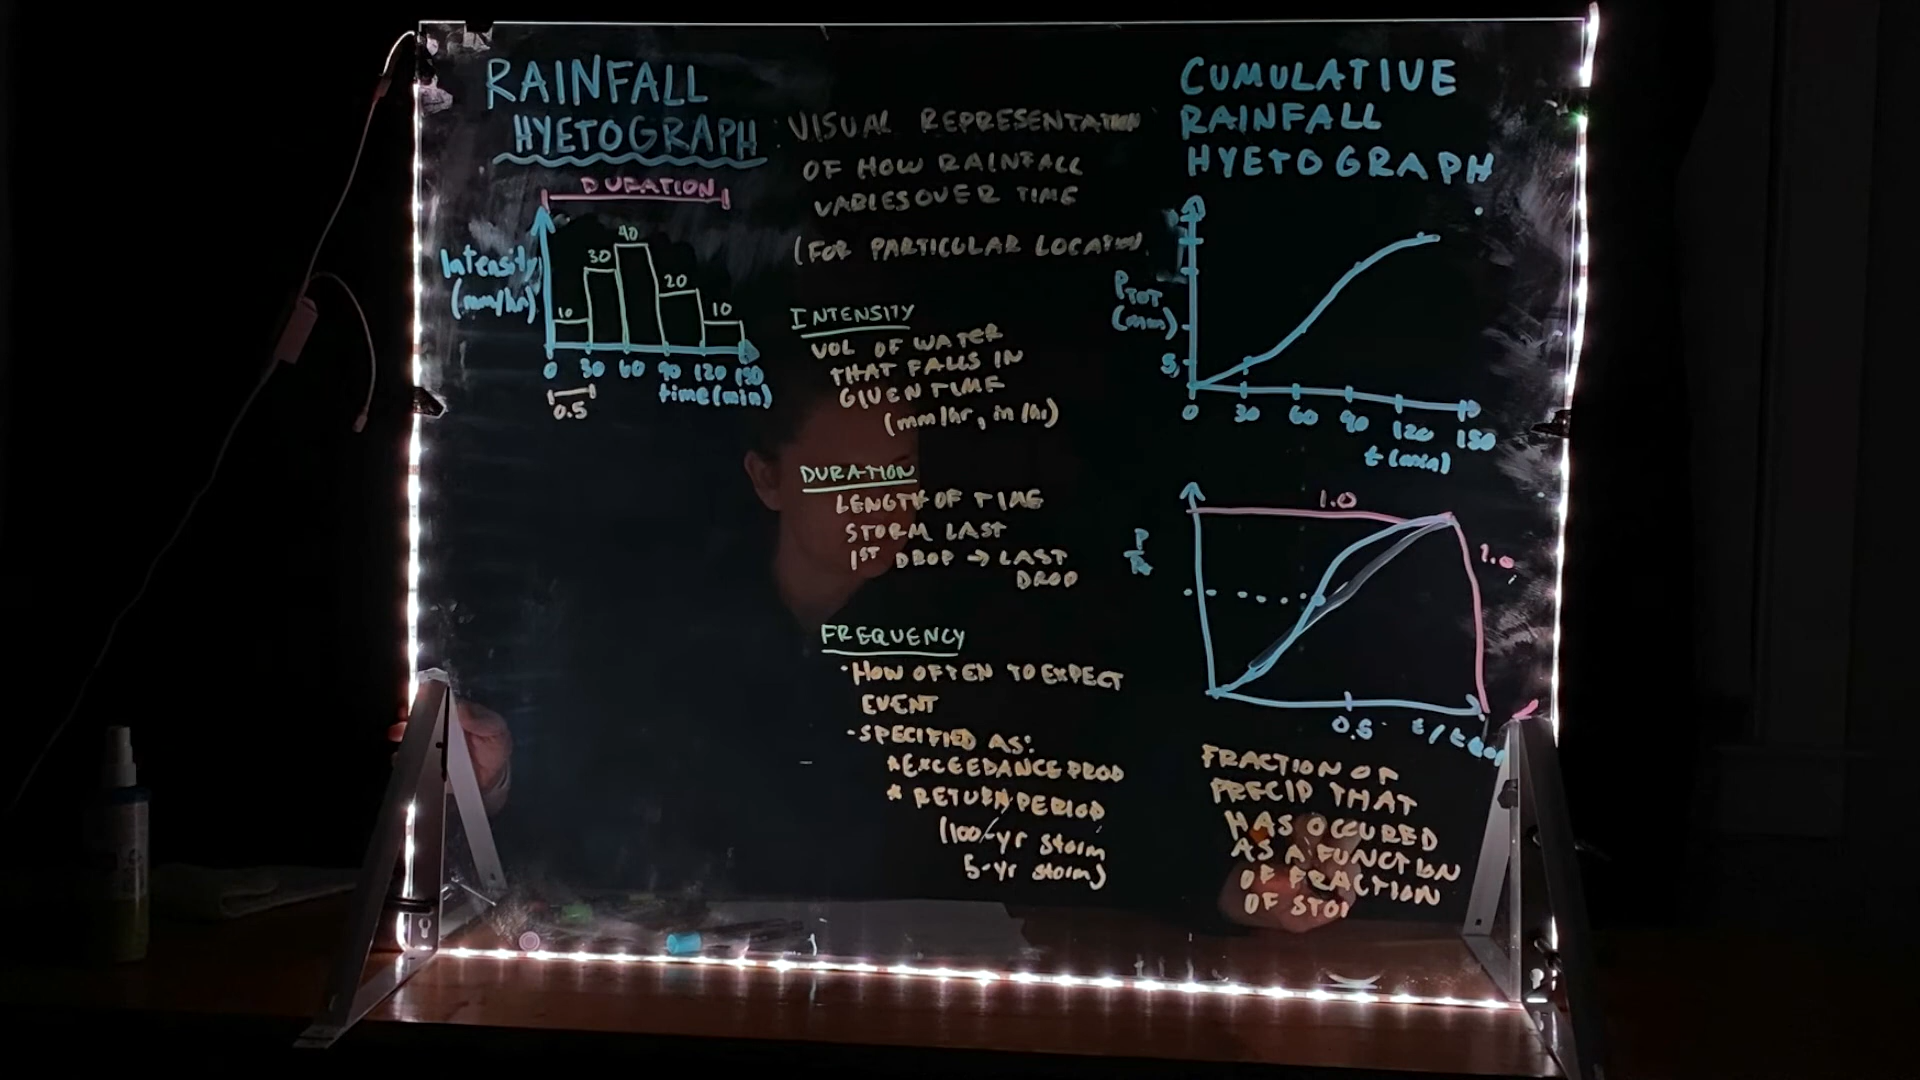 RAINFALL
HYETOGRAPH
: VISUAL REPRESENTATION
OF HOW RAINFALL
VARIES OVER TIME
(FOR PARTICULAR LOCATION)
DURATION
Intensity
(mm/hr)
10
30
40
20
10
0 30 60 90 120 150
time (min)
0.5
INTENSITY
VOL OF WATER
THAT FALLS IN
GIVEN TIME
(mm/hr, in/hr)
DURATION
LENGTH OF TIME
STORM LAST
1ST DROP → LAST
DROP
FREQUENCY
• HOW OFTEN TO EXPECT
EVENT
- SPECIFIED AS:
* EXCEEDANCE PROB
* RETURN PERIOD
(100-yr storm
5-yr storm)
CUMULATIVE
RAINFALL
HYETOGRAPH
PTOT
(mm)
5
0 30 60 90 120 150
t (min)
1.0
1.0
P
0.5
FRACTION OF
PRECIP THAT
HAS OCCURED
AS A FUNCTION
OF FRACTION
OF